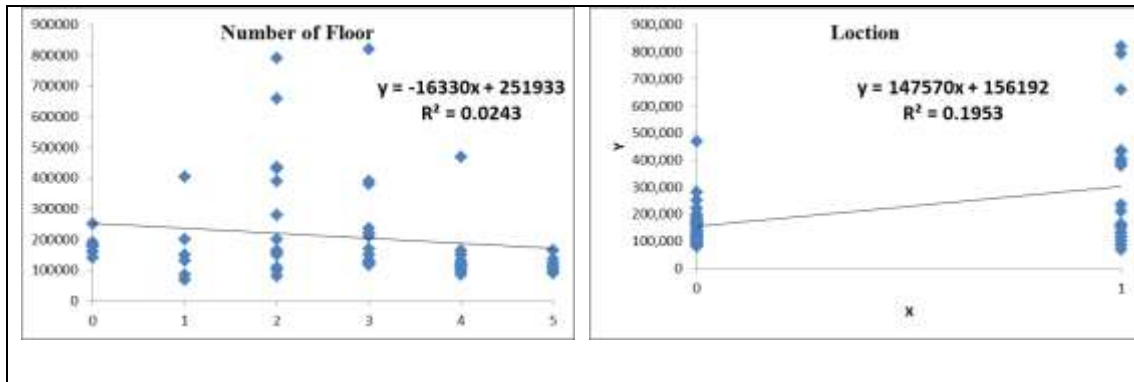 Number of Floor
y = -16330x + 251933
R² = 0.0243
900000
800000
700000
600000
500000
400000
300000
200000
100000
0
0 1 2 3 4 5
Loction
y = 147570x + 156192
R² = 0.1953
900,000
800,000
700,000
600,000
500,000
400,000
300,000
200,000
100,000
0
Y
0 1
X